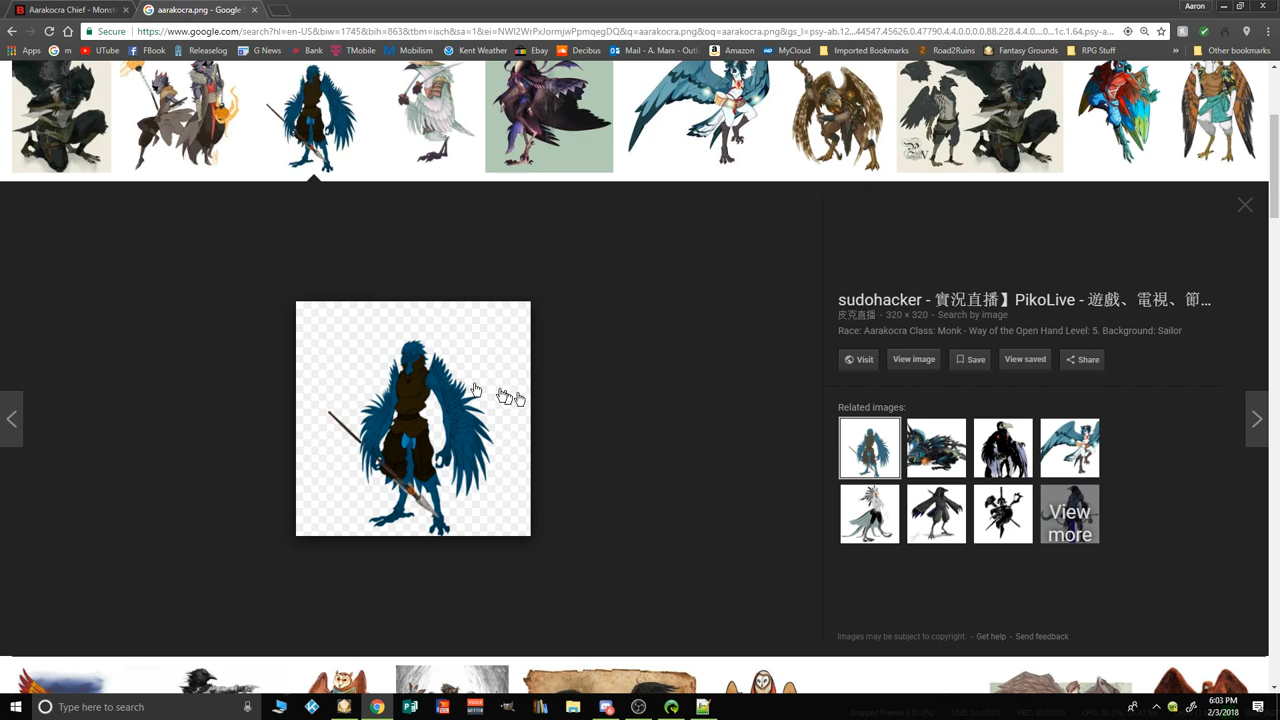 Aarakocra Chief - Monst
aarakocra.png - Google
Aaron
Secure
https://www.google.com/search?hl=en-US&biw=1745&bih=863&tbm=isch&sa=1&ei=NWl2WrPxJormjwPpmqegDQ&q=aarakocra.png&oq=aarakocra.png&gs_l=psy-ab.12...44547.45626.0.47790.4.4.0.0.0.0.88.228.4.4.0....0...1c.1.64.psy-a
Apps
m
UTube
FBook
Releaselog
G News
Bank
TMobile
Mobilism
Kent Weather
Ebay
Decibus
Mail - A. Marx - Out
Amazon
MyCloud
Imported Bookmarks
Road2Ruins
Fantasy Grounds
RPG Stuff
Other bookmarks
sudohacker - 實況直播】PikoLive - 遊戲、電視、節...
皮克直播 - 320 × 320 - Search by image
Race: Aarakocra Class: Monk - Way of the Open Hand Level: 5. Background: Sailor
Visit
View image
Save
View saved
Share
Related images:
View
more
Images may be subject to copyright. - Get help - Send feedback
Type here to search
6:03 PM
2/3/2018